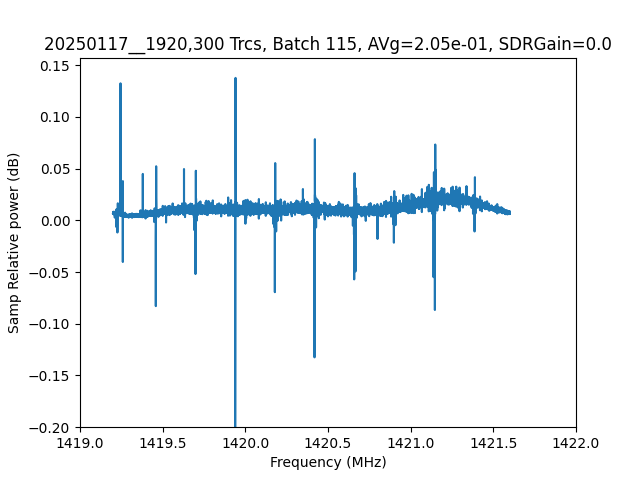 20250117__1920,300 Trcs, Batch 115, AVg=2.05e-01, SDRGain=0.0
0.15
0.10
0.05
0.00
−0.05
−0.10
−0.15
−0.20
Samp Relative power (dB)
1419.0 1419.5 1420.0 1420.5 1421.0 1421.5 1422.0
Frequency (MHz)